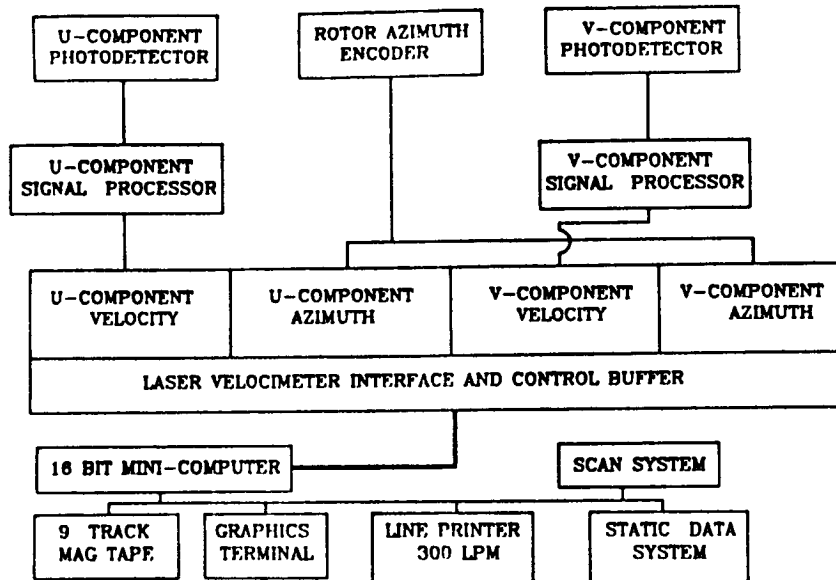 U-COMPONENT
PHOTODETECTOR
ROTOR AZIMUTH
ENCODER
V-COMPONENT
PHOTODETECTOR
U-COMPONENT
SIGNAL PROCESSOR
V-COMPONENT
SIGNAL PROCESSOR
U-COMPONENT
VELOCITY
U-COMPONENT
AZIMUTH
V-COMPONENT
VELOCITY
V-COMPONENT
AZIMUTH
LASER VELOCIMETER INTERFACE AND CONTROL BUFFER
16 BIT MINI-COMPUTER
SCAN SYSTEM
9 TRACK
MAG TAPE
GRAPHICS
TERMINAL
LINE PRINTER
300 LPM
STATIC DATA
SYSTEM